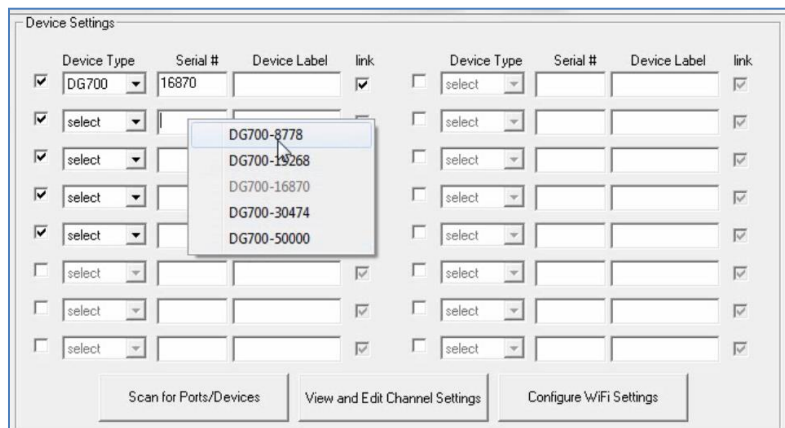 Device Settings
Device Type Serial # Device Label link Device Type Serial # Device Label link
DG700 16870 select
select select
DG700-8778
select select
DG700-19268
DG700-16870
select select
DG700-30474
select select
DG700-50000
select select
select select
select select
Scan for Ports/Devices View and Edit Channel Settings Configure WiFi Settings